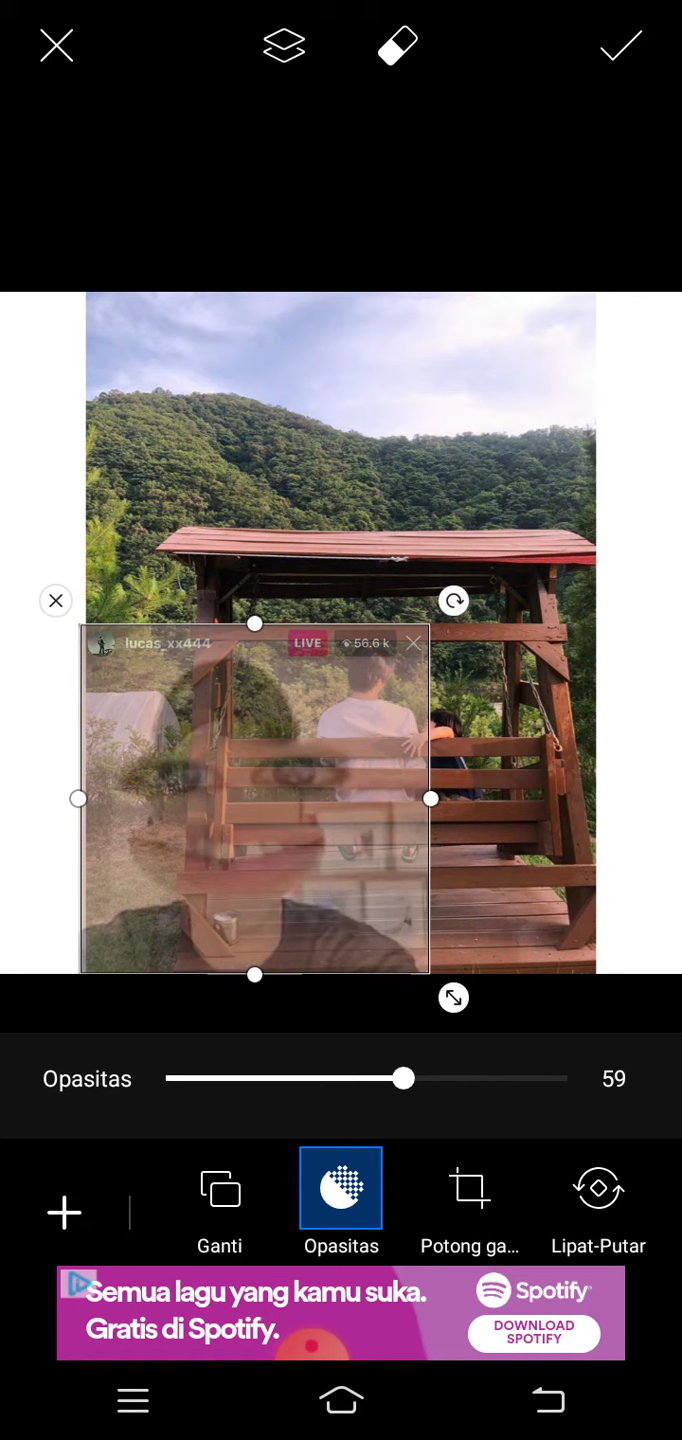 lucas_xx444 LIVE 56.6 k
Opasitas 59
Ganti Opasitas Potong ga... Lipat-Putar
Semua lagu yang kamu suka.
Gratis di Spotify.
Spotify
DOWNLOAD
SPOTIFY